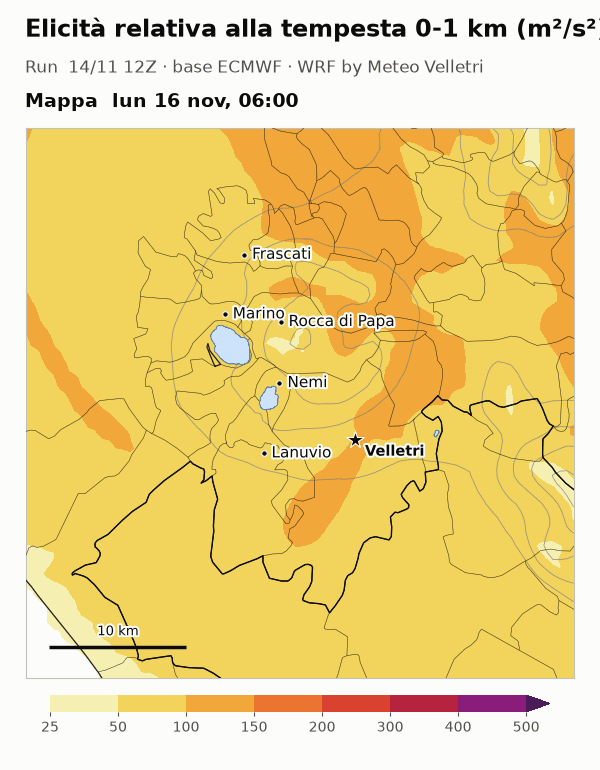 Elicità relativa alla tempesta 0-1 km (m²/s²)
Run  14/11 12Z · base ECMWF · WRF by Meteo Velletri
Mappa  lun 16 nov, 06:00
Frascati
Marino
Rocca di Papa
Nemi
Velletri
Lanuvio
10 km
25 50 100 150 200 300 400 500